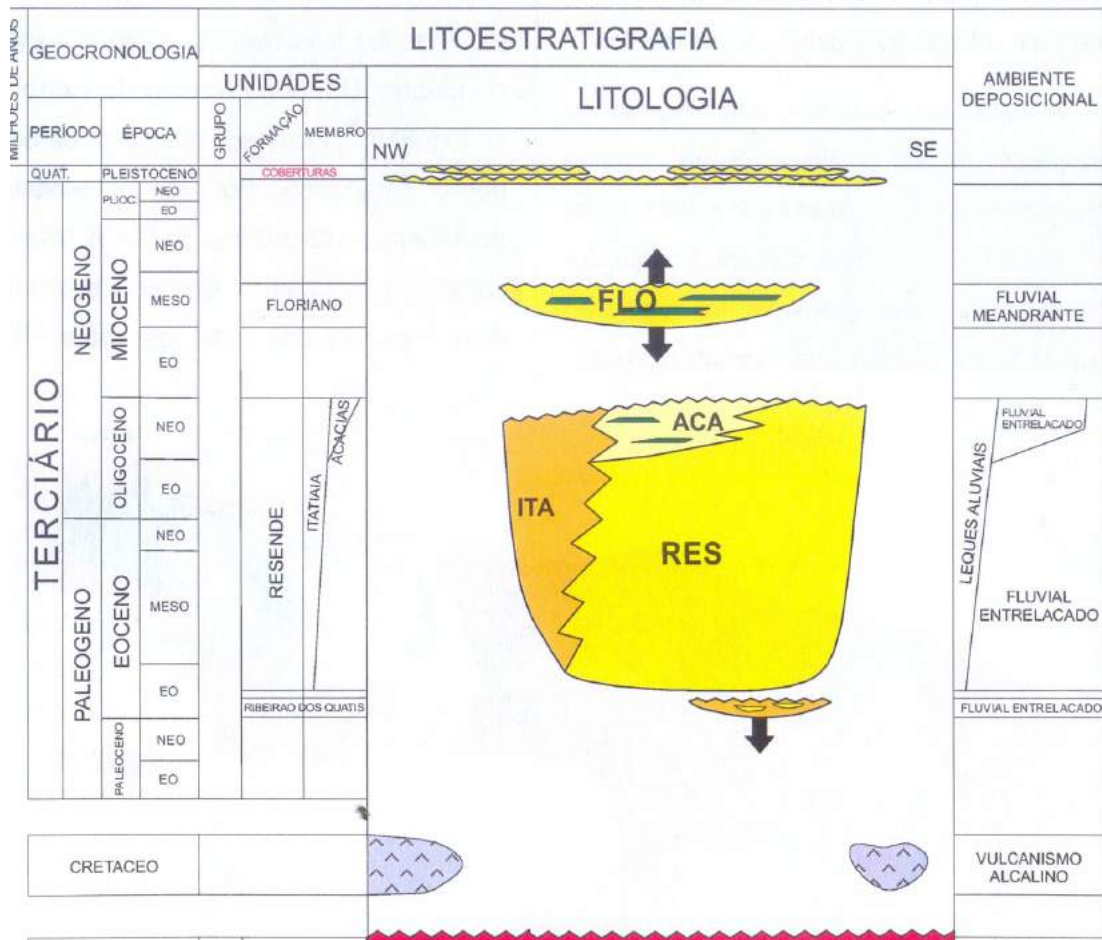 MILHÕES DE ANOS
GEOCRONOLOGIA
LITOESTRATIGRAFIA
AMBIENTE
DEPOSICIONAL
UNIDADES
LITOLOGIA
PERÍODO
ÉPOCA
GRUPO
FORMAÇÃO
MEMBRO
NW
SE
QUAT.
PLEISTOCENO
COBERTURAS
TERCIÁRIO
NEOGENO
PLIOC.
NEO
EO
MIOCENO
NEO
MESO
EO
FLORIANO
FLO
FLUVIAL
MEANDRANTE
PALEOGENO
OLIGOCENO
NEO
EO
EOCENO
NEO
MESO
EO
RESENDE
ITATIAIA
ACACIAS
ACA
ITA
RES
LEQUES ALUVIAIS
FLUVIAL
ENTRELACADO
FLUVIAL
ENTRELACADO
RIBEIRAO DOS QUATIS
FLUVIAL ENTRELACADO
PALEOCENO
NEO
EO
CRETACEO
VULCANISMO
ALCALINO